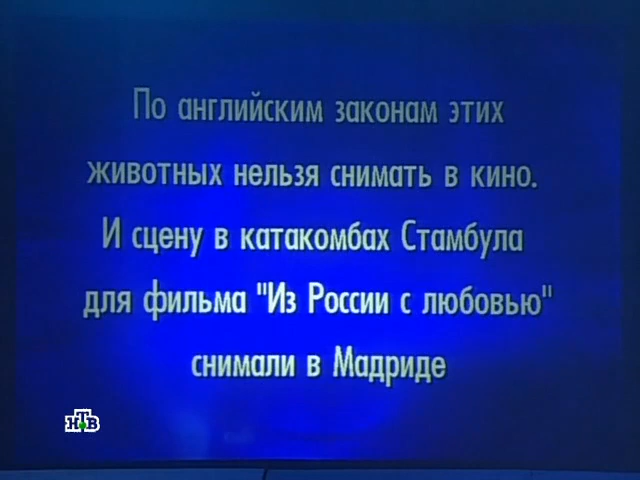 По английским законам этих
животных нельзя снимать в кино.
И сцену в катакомбах Стамбула
для фильма "Из России с любовью"
снимали в Мадриде
НТВ